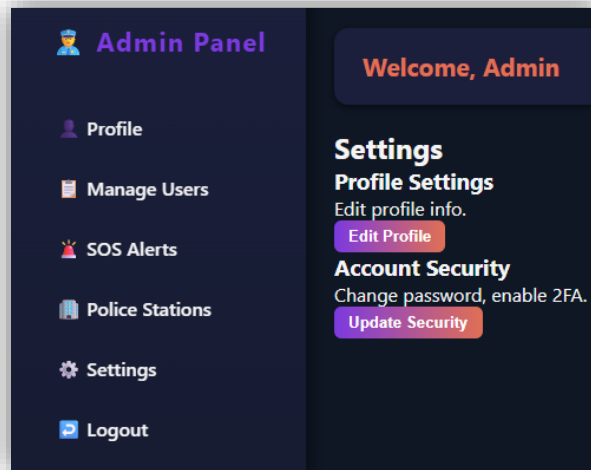 Admin Panel
Profile
Manage Users
SOS Alerts
Police Stations
Settings
Logout
Welcome, Admin
Settings
Profile Settings
Edit profile info.
Edit Profile
Account Security
Change password, enable 2FA.
Update Security